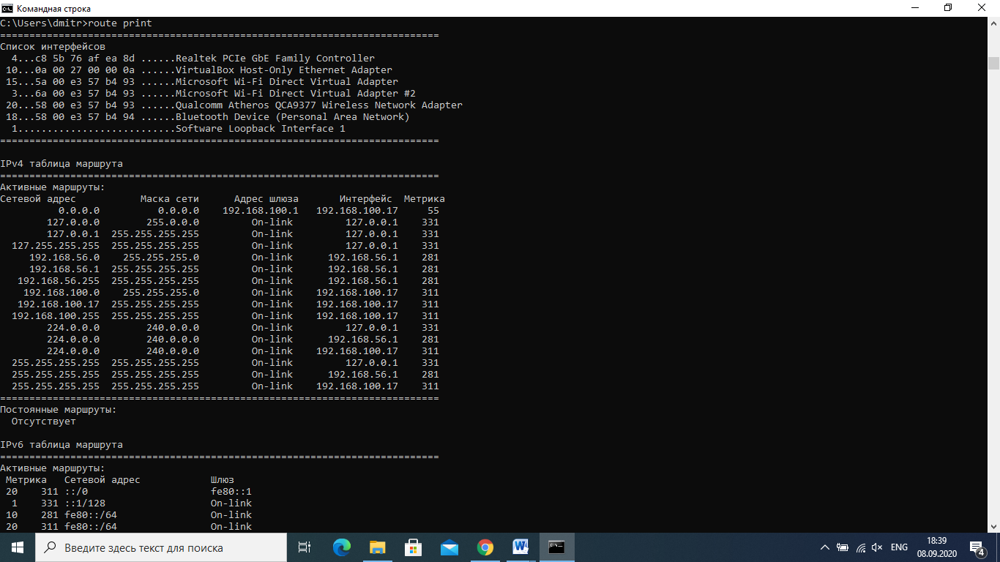 Командная строка
C:\Users\dmitr>route print
===========================================================================
Список интерфейсов
  4...c8 5b 76 af ea 8d ......Realtek PCIe GbE Family Controller
 10...0a 00 27 00 00 0a ......VirtualBox Host-Only Ethernet Adapter
 15...5a 00 e3 57 b4 93 ......Microsoft Wi-Fi Direct Virtual Adapter
  3...6a 00 e3 57 b4 93 ......Microsoft Wi-Fi Direct Virtual Adapter #2
 20...58 00 e3 57 b4 93 ......Qualcomm Atheros QCA9377 Wireless Network Adapter
 18...58 00 e3 57 b4 94 ......Bluetooth Device (Personal Area Network)
  1...........................Software Loopback Interface 1
===========================================================================
IPv4 таблица маршрута
===========================================================================
Активные маршруты:
Сетевой адрес           Маска сети      Адрес шлюза       Интерфейс  Метрика
          0.0.0.0          0.0.0.0    192.168.100.1   192.168.100.17     55
        127.0.0.0        255.0.0.0         On-link         127.0.0.1    331
        127.0.0.1  255.255.255.255         On-link         127.0.0.1    331
  127.255.255.255  255.255.255.255         On-link         127.0.0.1    331
     192.168.56.0    255.255.255.0         On-link      192.168.56.1    281
     192.168.56.1  255.255.255.255         On-link      192.168.56.1    281
   192.168.56.255  255.255.255.255         On-link      192.168.56.1    281
    192.168.100.0    255.255.255.0         On-link    192.168.100.17    311
   192.168.100.17  255.255.255.255         On-link    192.168.100.17    311
  192.168.100.255  255.255.255.255         On-link    192.168.100.17    311
        224.0.0.0        240.0.0.0         On-link         127.0.0.1    331
        224.0.0.0        240.0.0.0         On-link      192.168.56.1    281
        224.0.0.0        240.0.0.0         On-link    192.168.100.17    311
  255.255.255.255  255.255.255.255         On-link         127.0.0.1    331
  255.255.255.255  255.255.255.255         On-link      192.168.56.1    281
  255.255.255.255  255.255.255.255         On-link    192.168.100.17    311
===========================================================================
Постоянные маршруты:
  Отсутствует
IPv6 таблица маршрута
===========================================================================
Активные маршруты:
 Метрика   Сетевой адрес            Шлюз
 20    311 ::/0                     fe80::1
  1    331 ::1/128                  On-link
 10    281 fe80::/64                On-link
 20    311 fe80::/64                On-link
Введите здесь текст для поиска
ENG
18:39
08.09.2020
4